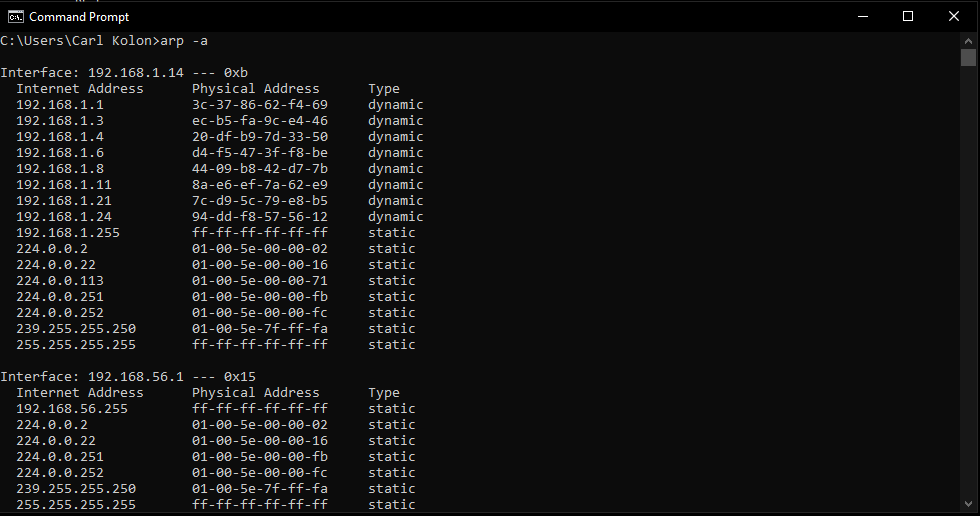 Command Prompt
C:\Users\Carl Kolon>arp -a
Interface: 192.168.1.14 --- 0xb
Internet Address Physical Address Type
192.168.1.1 3c-37-86-62-f4-69 dynamic
192.168.1.3 ec-b5-fa-9c-e4-46 dynamic
192.168.1.4 20-df-b9-7d-33-50 dynamic
192.168.1.6 d4-f5-47-3f-f8-be dynamic
192.168.1.8 44-09-b8-42-d7-7b dynamic
192.168.1.11 8a-e6-ef-7a-62-e9 dynamic
192.168.1.21 7c-d9-5c-79-e8-b5 dynamic
192.168.1.24 94-dd-f8-57-56-12 dynamic
192.168.1.255 ff-ff-ff-ff-ff-ff static
224.0.0.2 01-00-5e-00-00-02 static
224.0.0.22 01-00-5e-00-00-16 static
224.0.0.113 01-00-5e-00-00-71 static
224.0.0.251 01-00-5e-00-00-fb static
224.0.0.252 01-00-5e-00-00-fc static
239.255.255.250 01-00-5e-7f-ff-fa static
255.255.255.255 ff-ff-ff-ff-ff-ff static
Interface: 192.168.56.1 --- 0x15
Internet Address Physical Address Type
192.168.56.255 ff-ff-ff-ff-ff-ff static
224.0.0.2 01-00-5e-00-00-02 static
224.0.0.22 01-00-5e-00-00-16 static
224.0.0.251 01-00-5e-00-00-fb static
224.0.0.252 01-00-5e-00-00-fc static
239.255.255.250 01-00-5e-7f-ff-fa static
255.255.255.255 ff-ff-ff-ff-ff-ff static